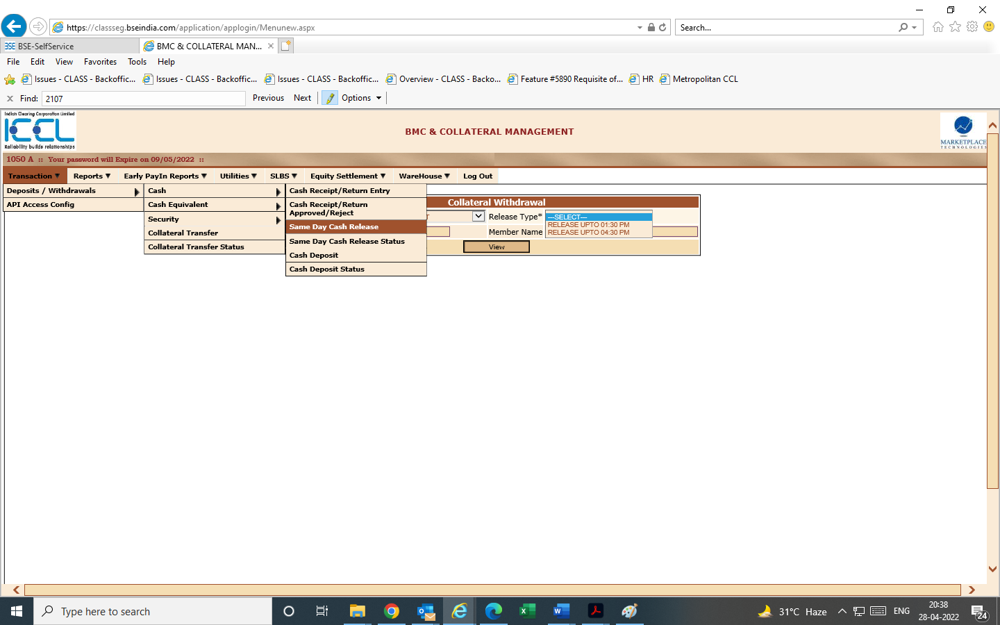 https://classseg.bseindia.com/application/applogin/Menunew.aspx
Search...
BSE-SelfService
BMC & COLLATERAL MAN...
File Edit View Favorites Tools Help
Issues - CLASS - Backoffic... Issues - CLASS - Backoffic... Issues - CLASS - Backoffic... Overview - CLASS - Backo... Feature #5890 Requisite of... HR Metropolitan CCL
x Find: 2107 Previous Next Options
Indian Clearing Corporation Limited
ICCL
Reliability builds relationships
BMC & COLLATERAL MANAGEMENT
MARKETPLACE
TECHNOLOGIES
1050 A :: Your password will Expire on 09/05/2022 ::
Transaction Reports Early PayIn Reports Utilities SLBS Equity Settlement WareHouse Log Out
Deposits / Withdrawals
API Access Config
Cash
Cash Equivalent
Security
Collateral Transfer
Collateral Transfer Status
Cash Receipt/Return Entry
Cash Receipt/Return
Approved/Reject
Same Day Cash Release
Same Day Cash Release Status
Cash Deposit
Cash Deposit Status
Collateral Withdrawal
Release Type*
---SELECT---
RELEASE UPTO 01:30 PM
RELEASE UPTO 04:30 PM
Member Name
View
Type here to search
31°C Haze
ENG
20:38
28-04-2022
24